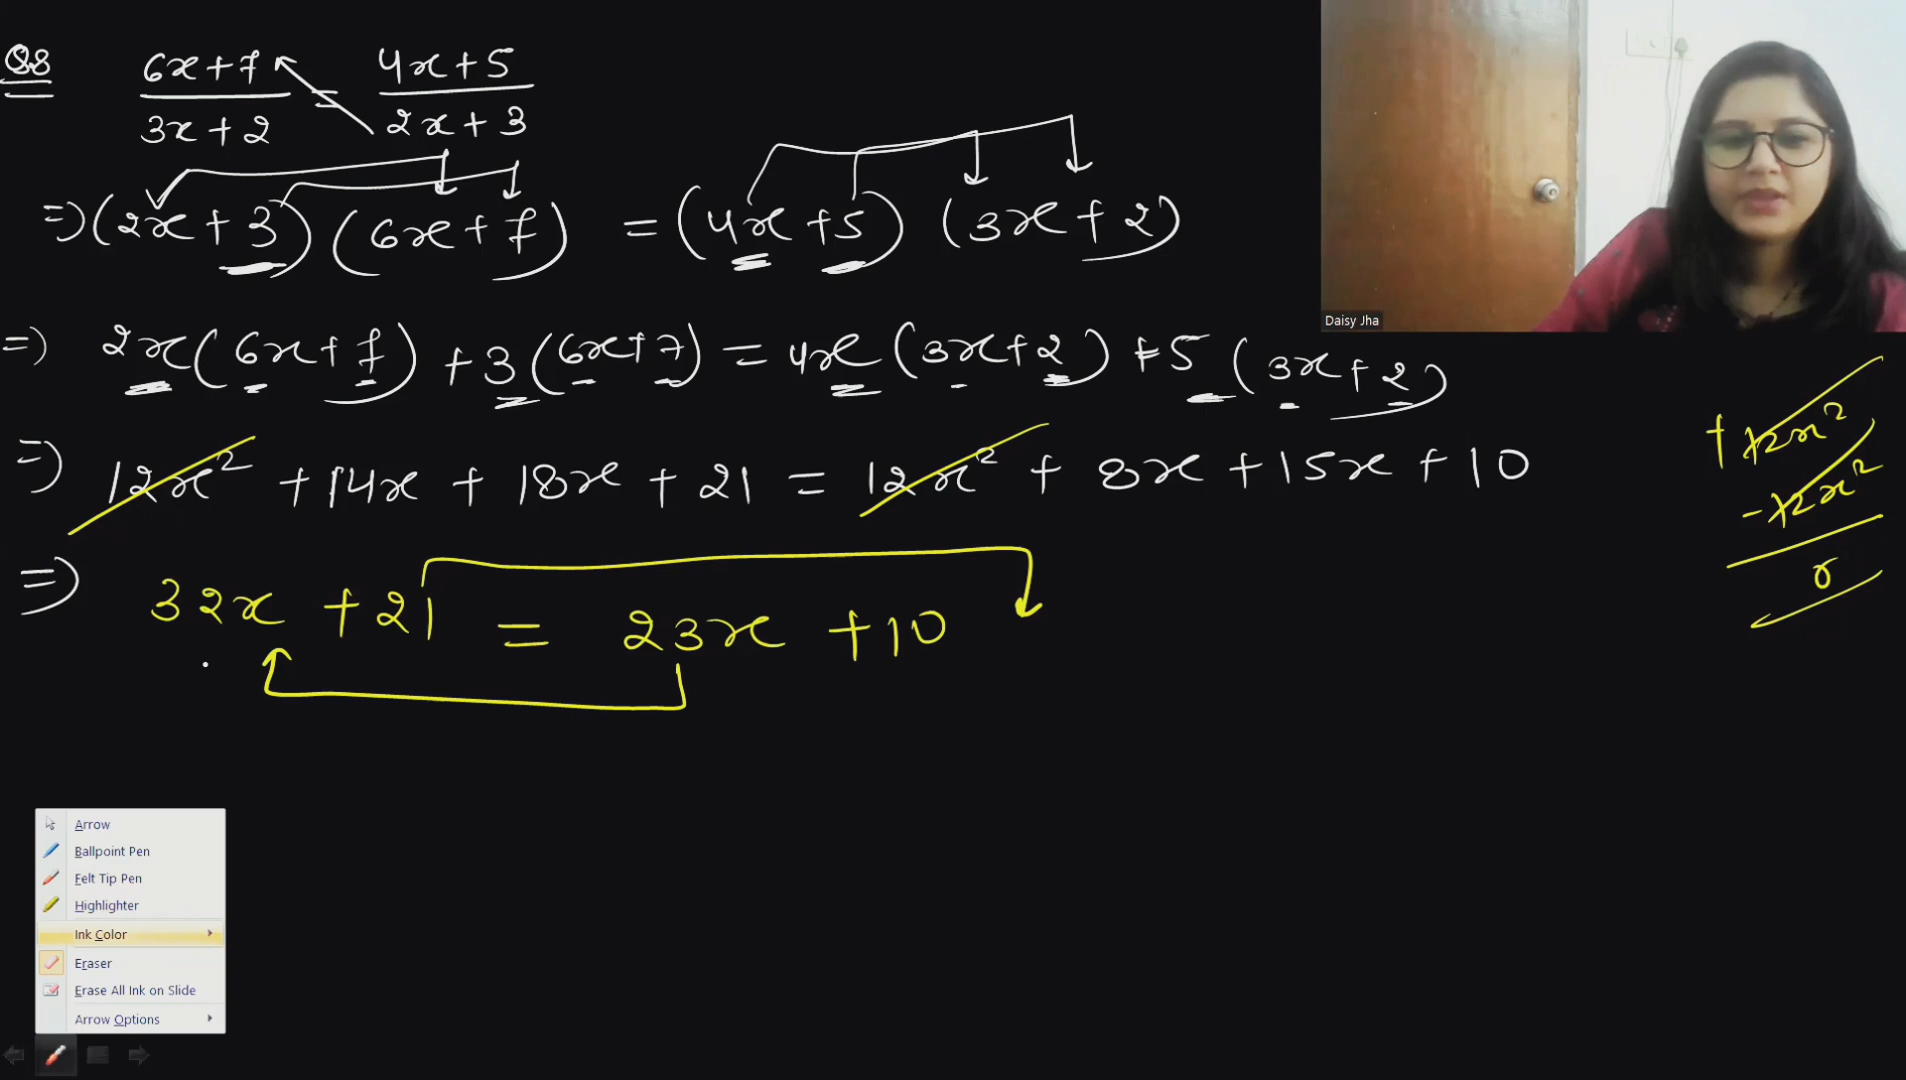 Q.8 6x+7/3x+2 = 4x+5/2x+3
=) (2x+3) (6x+7) = (4x+5) (3x+2)
=) 2x(6x+7) +3(6x+7) = 4x(3x+2) +5(3x+2)
=) 12x² +14x + 18x + 21 = 12x² + 8x +15x +10
=) 32x +21 = 23x +10
+12x²
-12x²
0
Daisy Jha
Arrow
Ballpoint Pen
Felt Tip Pen
Highlighter
Ink Color
Eraser
Erase All Ink on Slide
Arrow Options